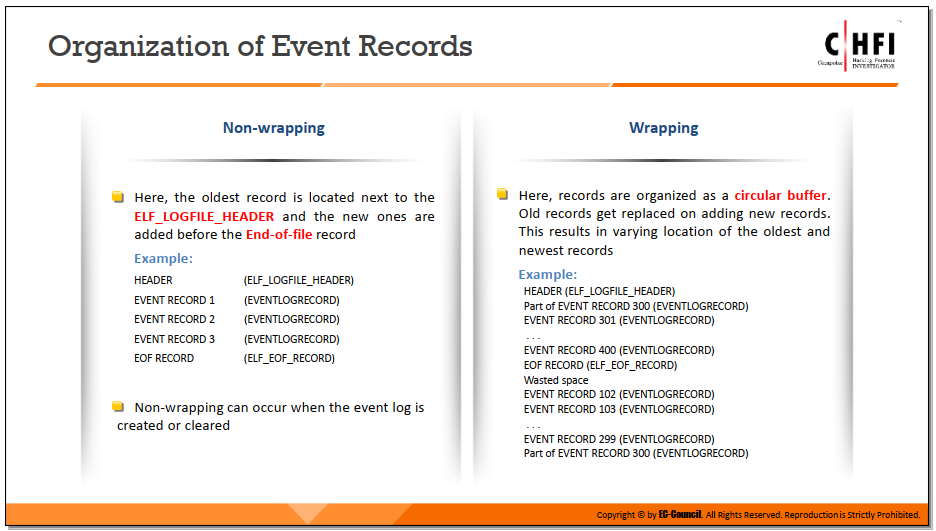 Organization of Event Records
CHFI
Computer Hacking Forensic
INVESTIGATOR
Non-wrapping
Here, the oldest record is located next to the
ELF_LOGFILE_HEADER and the new ones are
added before the End-of-file record
Example:
HEADER (ELF_LOGFILE_HEADER)
EVENT RECORD 1 (EVENTLOGRECORD)
EVENT RECORD 2 (EVENTLOGRECORD)
EVENT RECORD 3 (EVENTLOGRECORD)
EOF RECORD (ELF_EOF_RECORD)
Non-wrapping can occur when the event log is
created or cleared
Wrapping
Here, records are organized as a circular buffer.
Old records get replaced on adding new records.
This results in varying location of the oldest and
newest records
Example:
HEADER (ELF_LOGFILE_HEADER)
Part of EVENT RECORD 300 (EVENTLOGRECORD)
EVENT RECORD 301 (EVENTLOGRECORD)
. . .
EVENT RECORD 400 (EVENTLOGRECORD)
EOF RECORD (ELF_EOF_RECORD)
Wasted space
EVENT RECORD 102 (EVENTLOGRECORD)
EVENT RECORD 103 (EVENTLOGRECORD)
. . .
EVENT RECORD 299 (EVENTLOGRECORD)
Part of EVENT RECORD 300 (EVENTLOGRECORD)
Copyright © by EC-Council. All Rights Reserved. Reproduction is Strictly Prohibited.